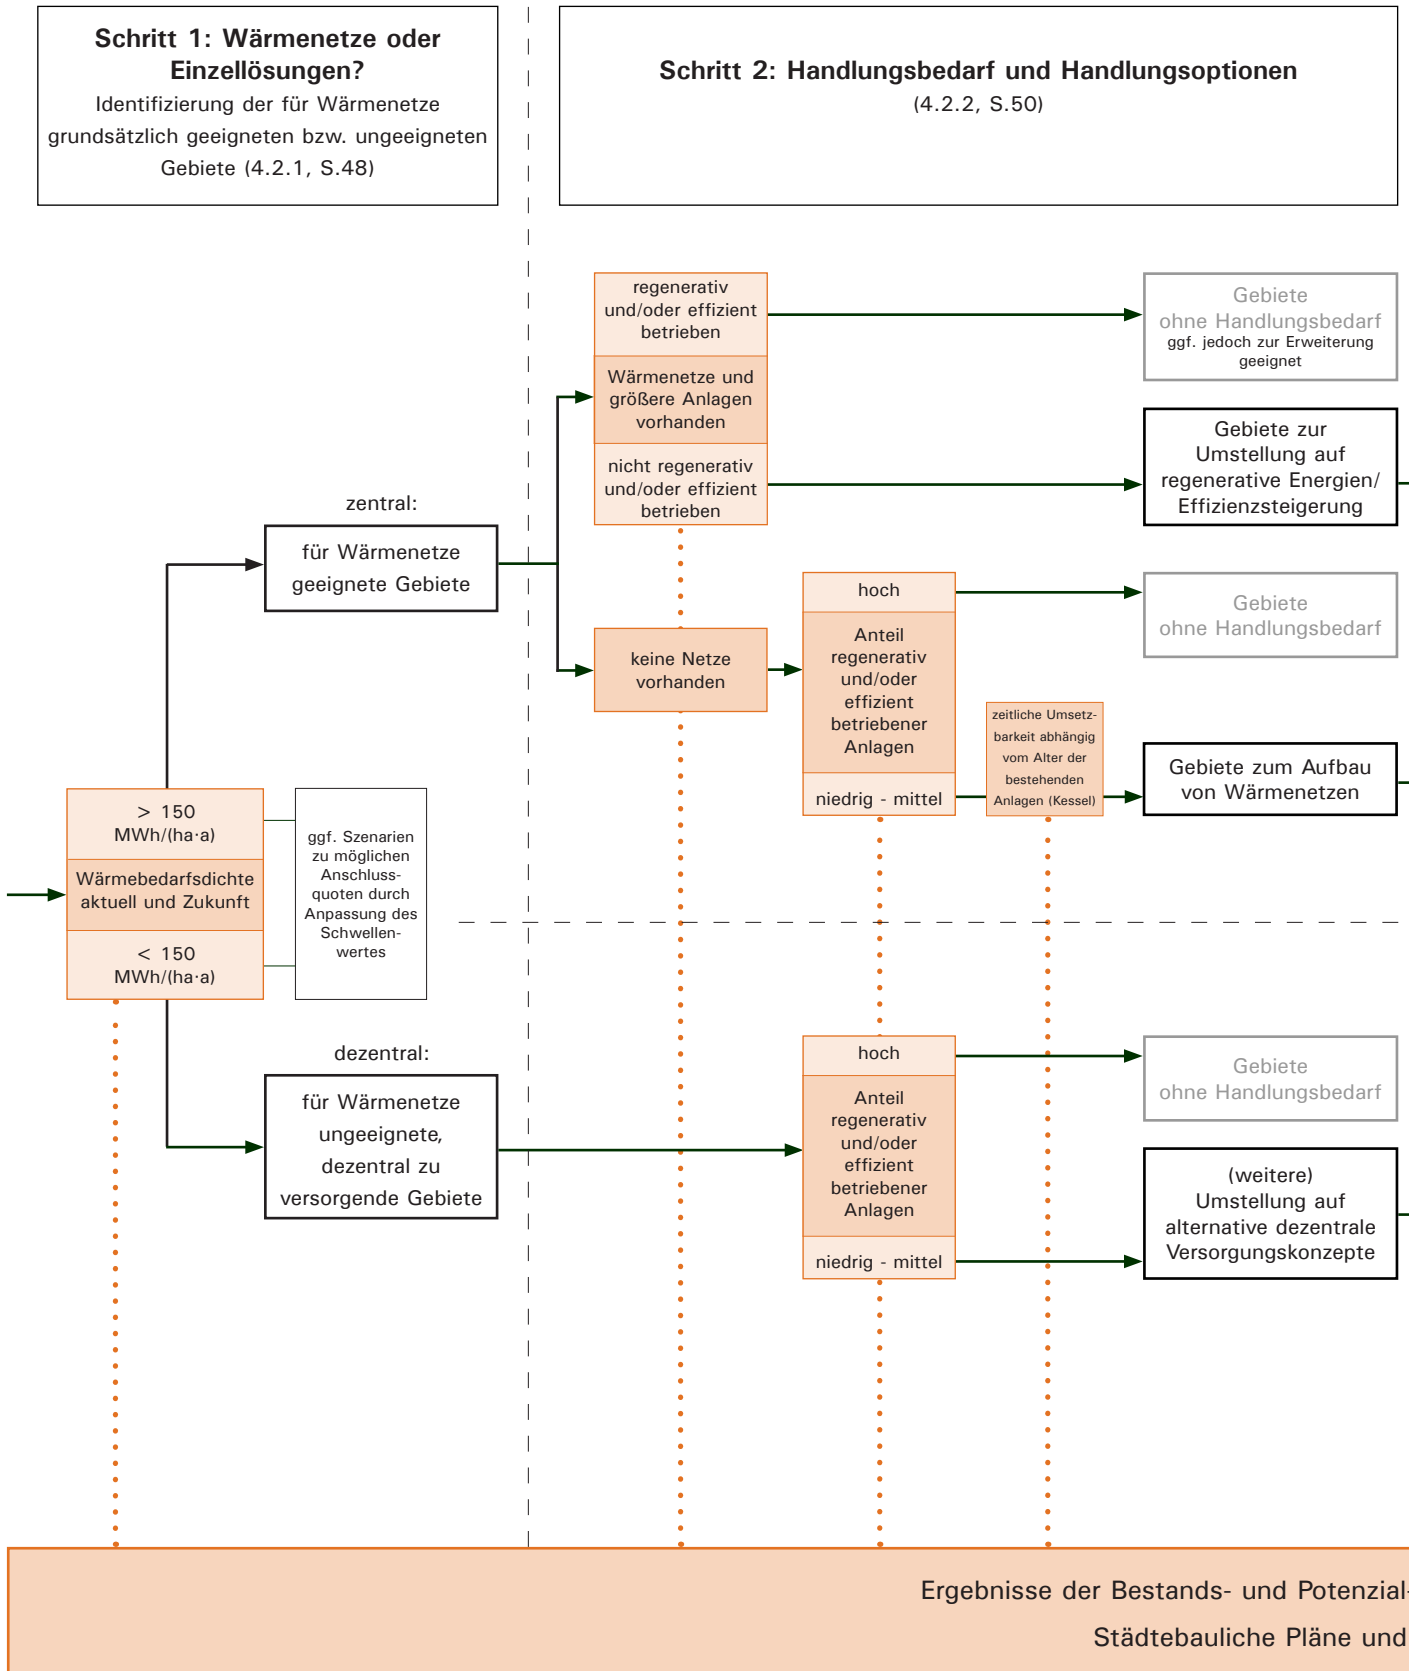 Schritt 1: Wärmenetze oder
Einzellösungen?
Identifizierung der für Wärmenetze
grundsätzlich geeigneten bzw. ungeeigneten
Gebiete (4.2.1, S.48)
Schritt 2: Handlungsbedarf und Handlungsoptionen
(4.2.2, S.50)
regenerativ
und/oder effizient
betrieben
Wärmenetze und
größere Anlagen
vorhanden
nicht regenerativ
und/oder effizient
betrieben
Gebiete
ohne Handlungsbedarf
ggf. jedoch zur Erweiterung
geeignet
Gebiete zur
Umstellung auf
regenerative Energien/
Effizienzsteigerung
zentral:
für Wärmenetze
geeignete Gebiete
keine Netze
vorhanden
hoch
Anteil
regenerativ
und/oder
effizient
betriebener
Anlagen
niedrig - mittel
zeitliche Umsetz-
barkeit abhängig
vom Alter der
bestehenden
Anlagen (Kessel)
Gebiete
ohne Handlungsbedarf
Gebiete zum Aufbau
von Wärmenetzen
> 150
MWh/(ha·a)
Wärmebedarfsdichte
aktuell und Zukunft
< 150
MWh/(ha·a)
ggf. Szenarien
zu möglichen
Anschluss-
quoten durch
Anpassung des
Schwellen-
wertes
dezentral:
für Wärmenetze
ungeeignete,
dezentral zu
versorgende Gebiete
hoch
Anteil
regenerativ
und/oder
effizient
betriebener
Anlagen
niedrig - mittel
Gebiete
ohne Handlungsbedarf
(weitere)
Umstellung auf
alternative dezentrale
Versorgungskonzepte
Ergebnisse der Bestands- und Potenzial-
Städtebauliche Pläne und